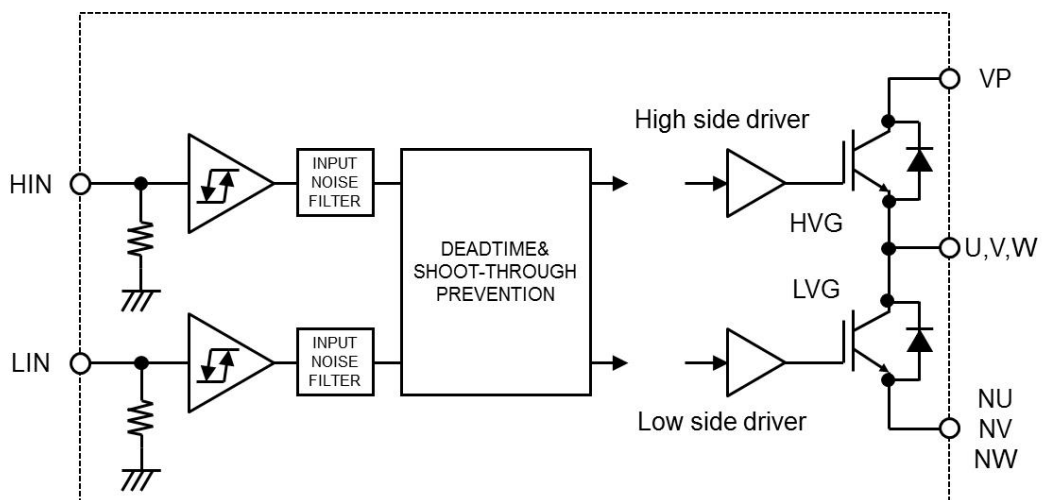 VP
High side driver
HIN
INPUT
NOISE
FILTER
HVG
DEADTIME&
SHOOT-THROUGH
PREVENTION
U,V,W
LVG
LIN
INPUT
NOISE
FILTER
Low side driver
NU
NV
NW